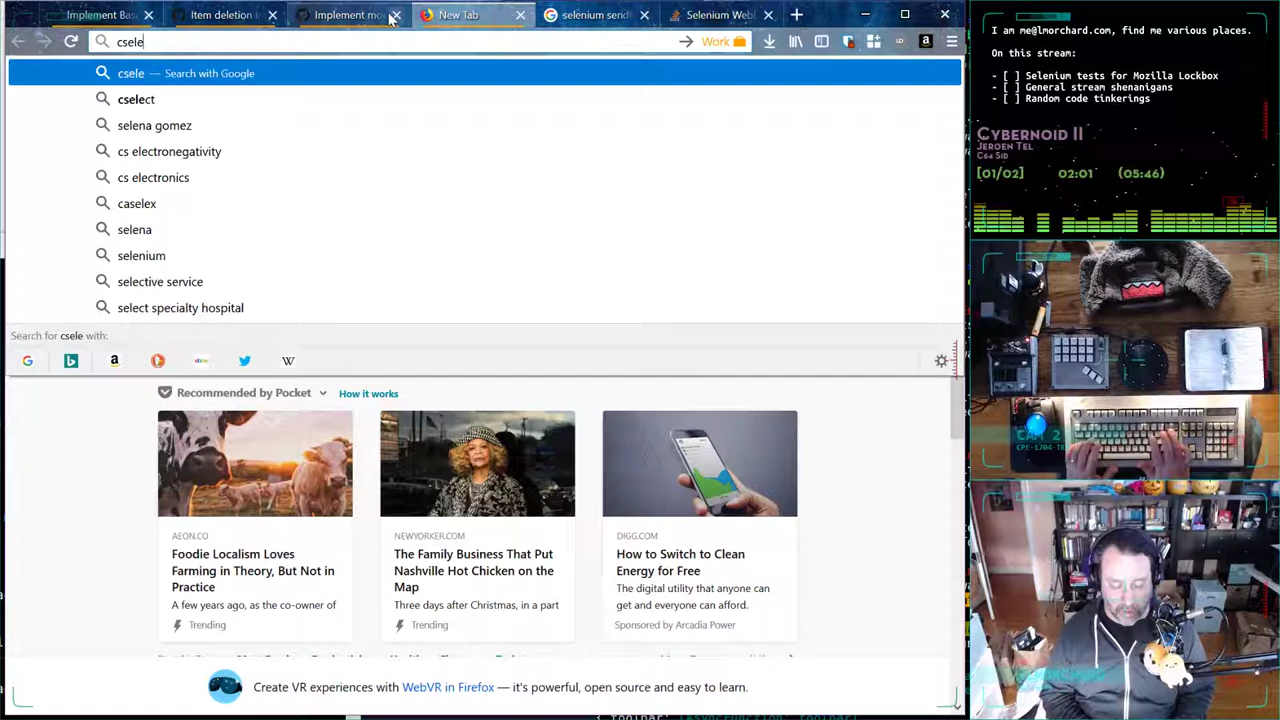 Implement Base
Item deletion in
Implement mo
New Tab
selenium send
Selenium Webl
csele
Work
csele — Search with Google
cselect
selena gomez
cs electronegativity
cs electronics
caselex
selena
selenium
selective service
select specialty hospital
Search for csele with:
Recommended by Pocket
How it works
AEON.CO
Foodie Localism Loves
Farming in Theory, But Not in
Practice
A few years ago, as the co-owner of
Trending
NEWYORKER.COM
The Family Business That Put
Nashville Hot Chicken on the
Map
Three days after Christmas, in a part
Trending
DIGG.COM
How to Switch to Clean
Energy for Free
The digital utility that anyone can
get and everyone can afford.
Sponsored by Arcadia Power
Create VR experiences with WebVR in Firefox — it's powerful, open source and easy to learn.
I am me@lmorchard.com, find me various places.
On this stream:
- [ ] Selenium tests for Mozilla Lockbox
- [ ] General stream shenanigans
- [ ] Random code tinkerings
Cybernoid II
Jeroen Tel
C64 Sid
[01/02] 02:01 (05:46)
CAM 2